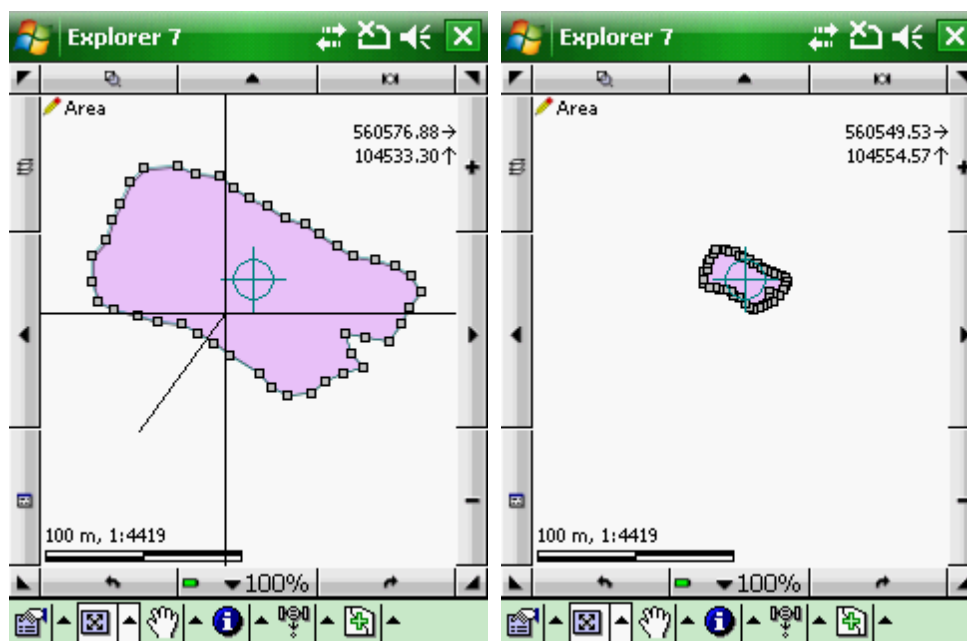 Explorer 7
Area
560576.88→
104533.30↑
100 m, 1:4419
100%
Explorer 7
Area
560549.53→
104554.57↑
100 m, 1:4419
100%